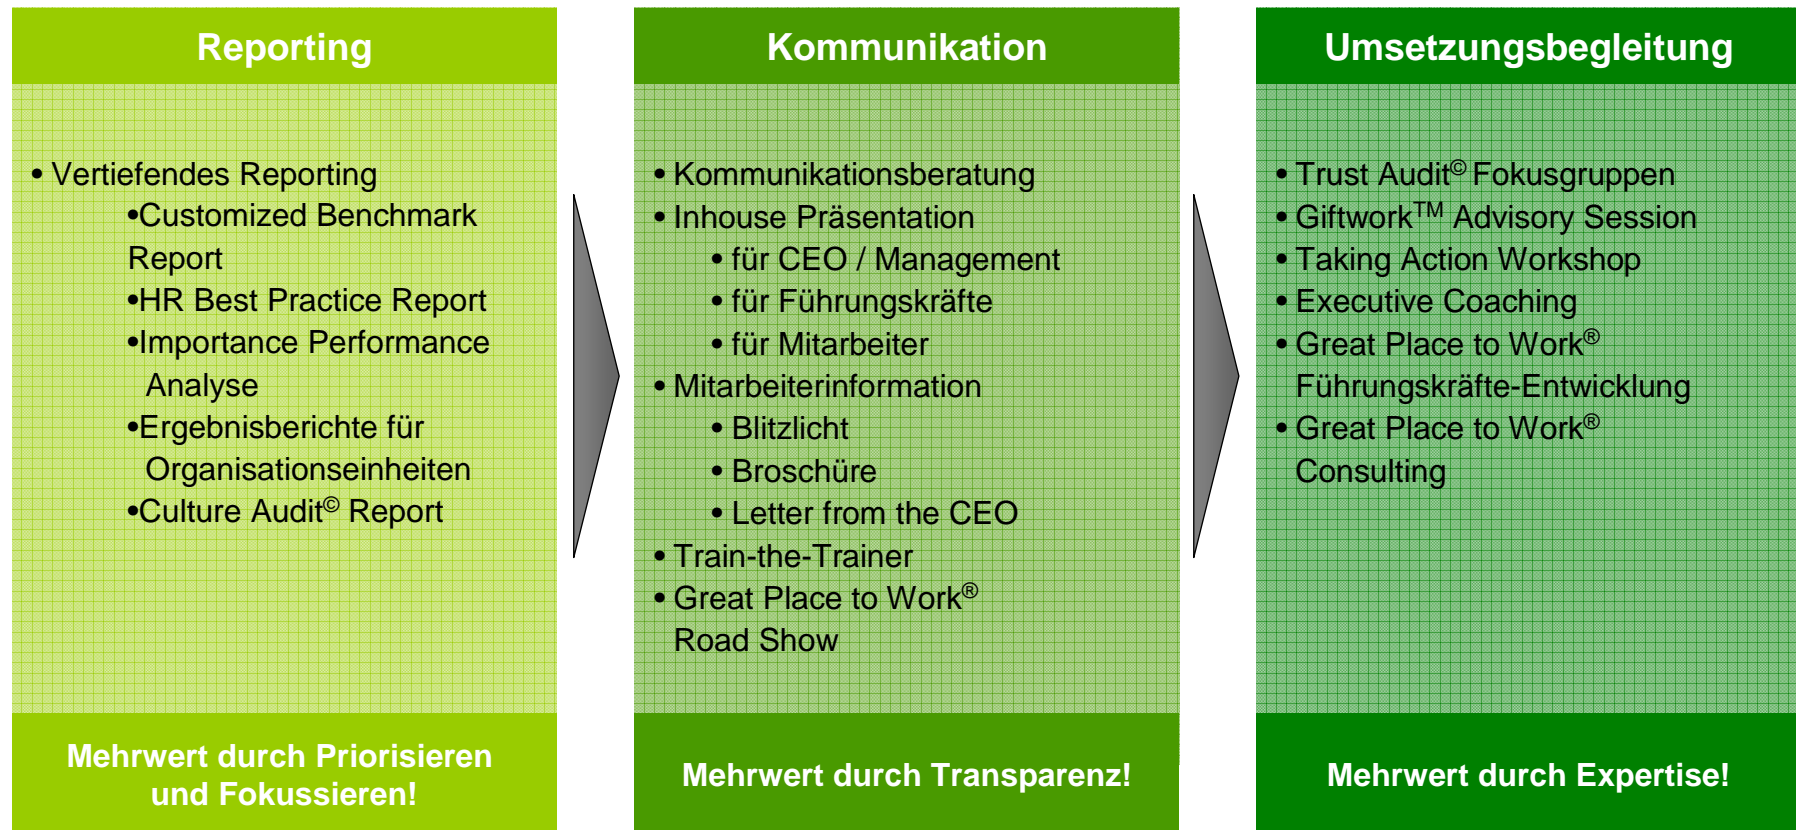 Reporting
• Vertiefendes Reporting
•Customized Benchmark
Report
•HR Best Practice Report
•Importance Performance
Analyse
•Ergebnisberichte für
Organisationseinheiten
•Culture Audit© Report
Mehrwert durch Priorisieren
und Fokussieren!
Kommunikation
• Kommunikationsberatung
• Inhouse Präsentation
• für CEO / Management
• für Führungskräfte
• für Mitarbeiter
• Mitarbeiterinformation
• Blitzlicht
• Broschüre
• Letter from the CEO
• Train-the-Trainer
• Great Place to Work®
Road Show
Mehrwert durch Transparenz!
Umsetzungsbegleitung
• Trust Audit© Fokusgruppen
• Giftwork™ Advisory Session
• Taking Action Workshop
• Executive Coaching
• Great Place to Work®
Führungskräfte-Entwicklung
• Great Place to Work®
Consulting
Mehrwert durch Expertise!